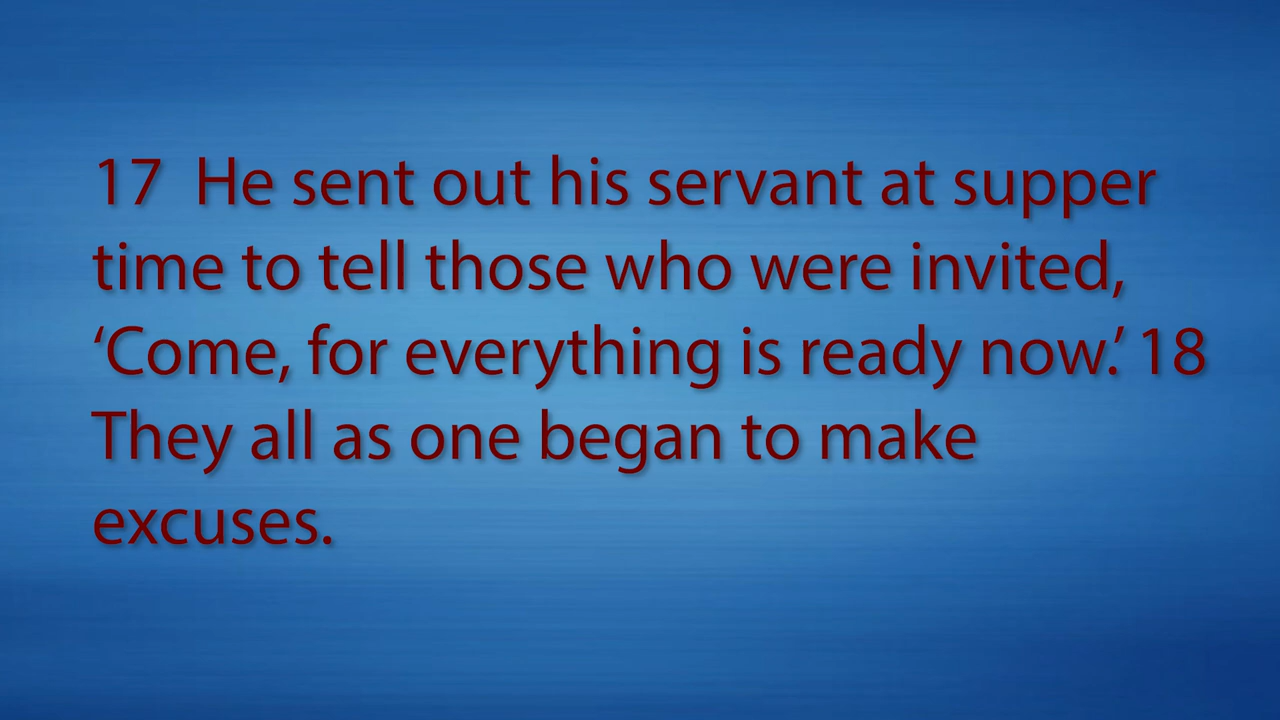 17  He sent out his servant at supper
time to tell those who were invited,
‘Come, for everything is ready now.’ 18
They all as one began to make
excuses.